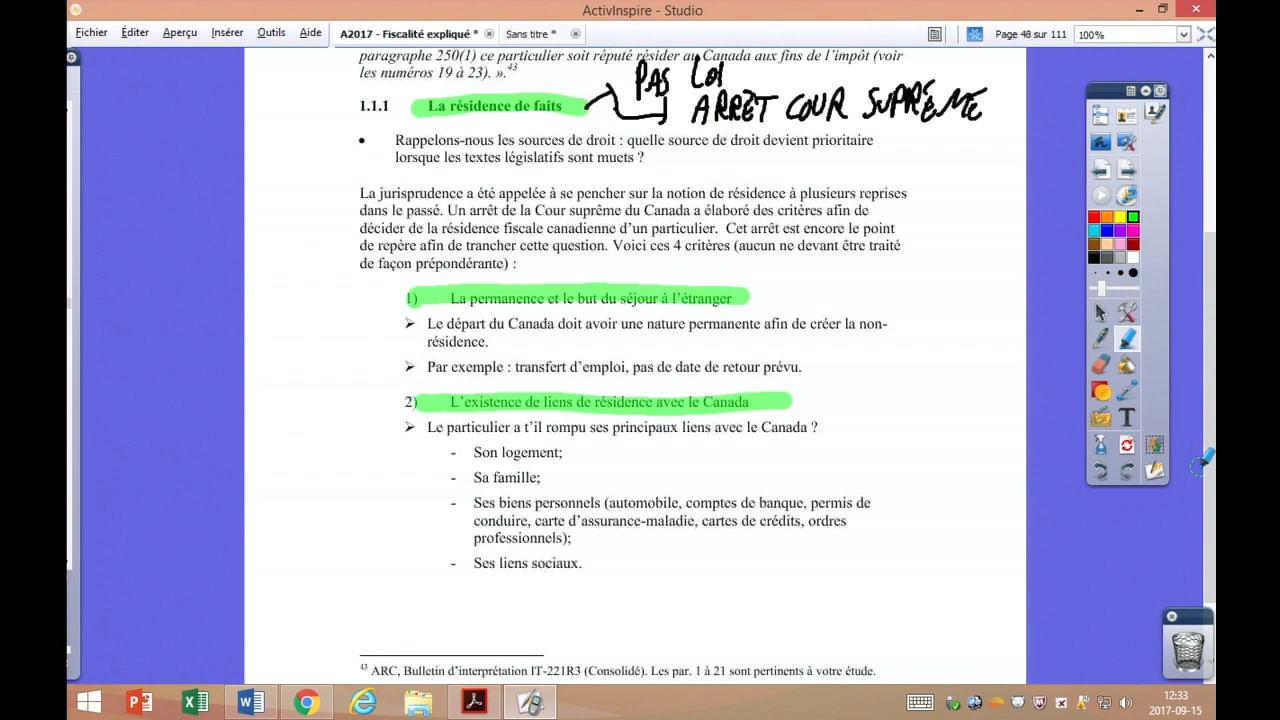 ActivInspire - Studio
Fichier Éditer Aperçu Insérer Outils Aide A2017 - Fiscalité expliqué * Sans titre * Page 48 sur 111 100%
paragraphe 250(1) ce particulier soit réputé résider au Canada aux fins de l'impôt (voir
les numéros 19 à 23). ».43
PAS LOI
1.1.1 La résidence de faits
ARRÊT COUR SUPRÊME
• Rappelons-nous les sources de droit : quelle source de droit devient prioritaire
lorsque les textes législatifs sont muets ?
La jurisprudence a été appelée à se pencher sur la notion de résidence à plusieurs reprises
dans le passé. Un arrêt de la Cour suprême du Canada a élaboré des critères afin de
décider de la résidence fiscale canadienne d'un particulier. Cet arrêt est encore le point
de repère afin de trancher cette question. Voici ces 4 critères (aucun ne devant être traité
de façon prépondérante) :
1) La permanence et le but du séjour à l'étranger
➢ Le départ du Canada doit avoir une nature permanente afin de créer la non-
résidence.
➢ Par exemple : transfert d'emploi, pas de date de retour prévu.
2) L'existence de liens de résidence avec le Canada
➢ Le particulier a t'il rompu ses principaux liens avec le Canada ?
- Son logement;
- Sa famille;
- Ses biens personnels (automobile, comptes de banque, permis de
conduire, carte d'assurance-maladie, cartes de crédits, ordres
professionnels);
- Ses liens sociaux.
43 ARC, Bulletin d'interprétation IT-221R3 (Consolidé). Les par. 1 à 21 sont pertinents à votre étude.
12:33
2017-09-15